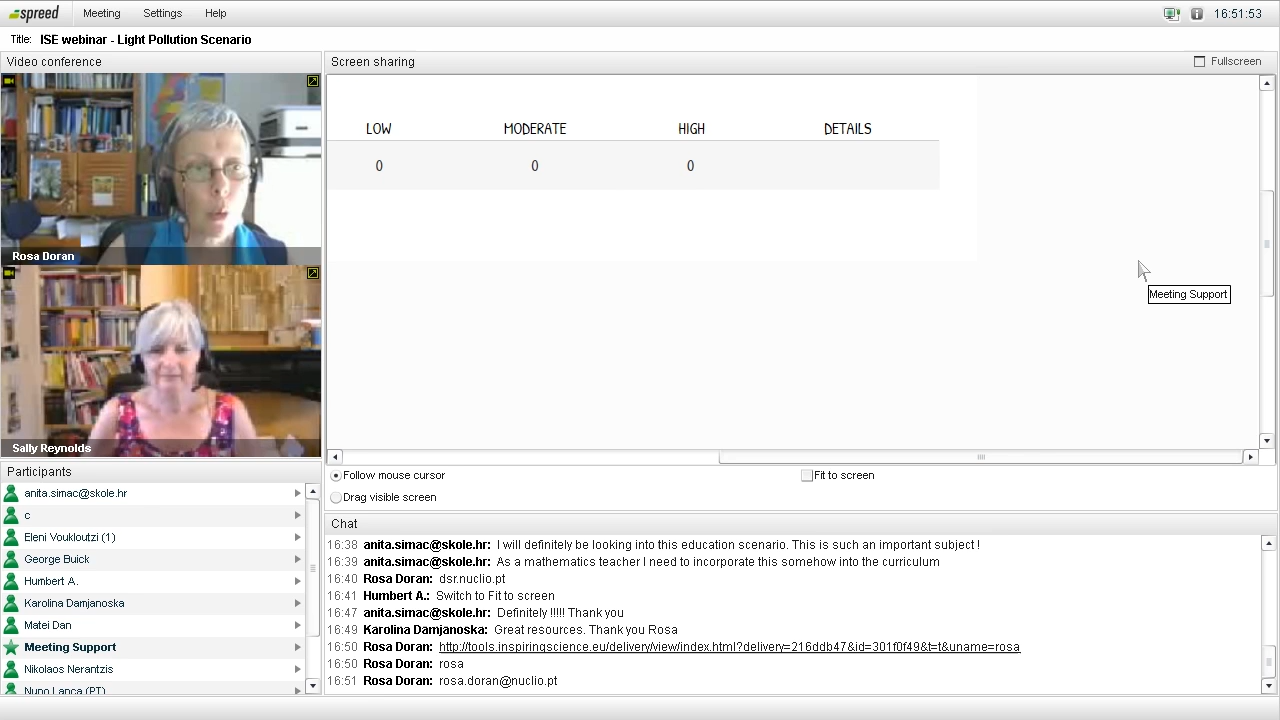 spreed Meeting Settings Help 16:51:53
Title: ISE webinar - Light Pollution Scenario
Video conference
Rosa Doran
Sally Reynolds
Participants
anita.simac@skole.hr
c
Eleni Voukloutzi (1)
George Buick
Humbert A.
Karolina Damjanoska
Matei Dan
Meeting Support
Nikolaos Nerantzis
Nuno Lança (PT)
Screen sharing Fullscreen
LOW MODERATE HIGH DETAILS
0 0 0
Meeting Support
Follow mouse cursor Fit to screen
Drag visible screen
Chat
16:38 anita.simac@skole.hr: I will definitely be looking into this education scenario. This is such an important subject !
16:39 anita.simac@skole.hr: As a mathematics teacher I need to incorporate this somehow into the curriculum
16:40 Rosa Doran: dsr.nuclio.pt
16:41 Humbert A.: Switch to Fit to screen
16:47 anita.simac@skole.hr: Definitely !!!!! Thank you
16:49 Karolina Damjanoska: Great resources. Thank you Rosa
16:50 Rosa Doran: http://tools.inspiringscience.eu/delivery/view/index.html?delivery=216ddb47&id=301f0f49&t=t&uname=rosa
16:50 Rosa Doran: rosa
16:51 Rosa Doran: rosa.doran@nuclio.pt